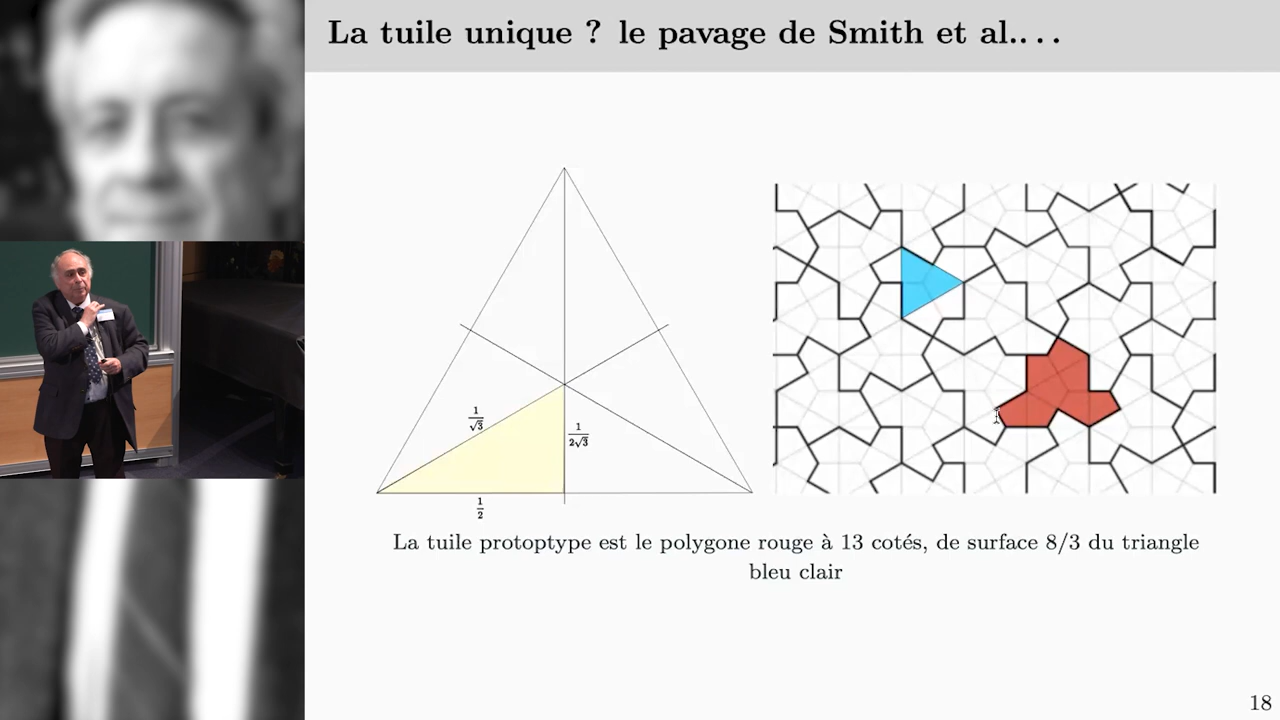 La tuile unique ? le pavage de Smith et al.. . .
1/√3
1/2√3
1/2
La tuile protoptype est le polygone rouge à 13 cotés, de surface 8/3 du triangle
bleu clair
18